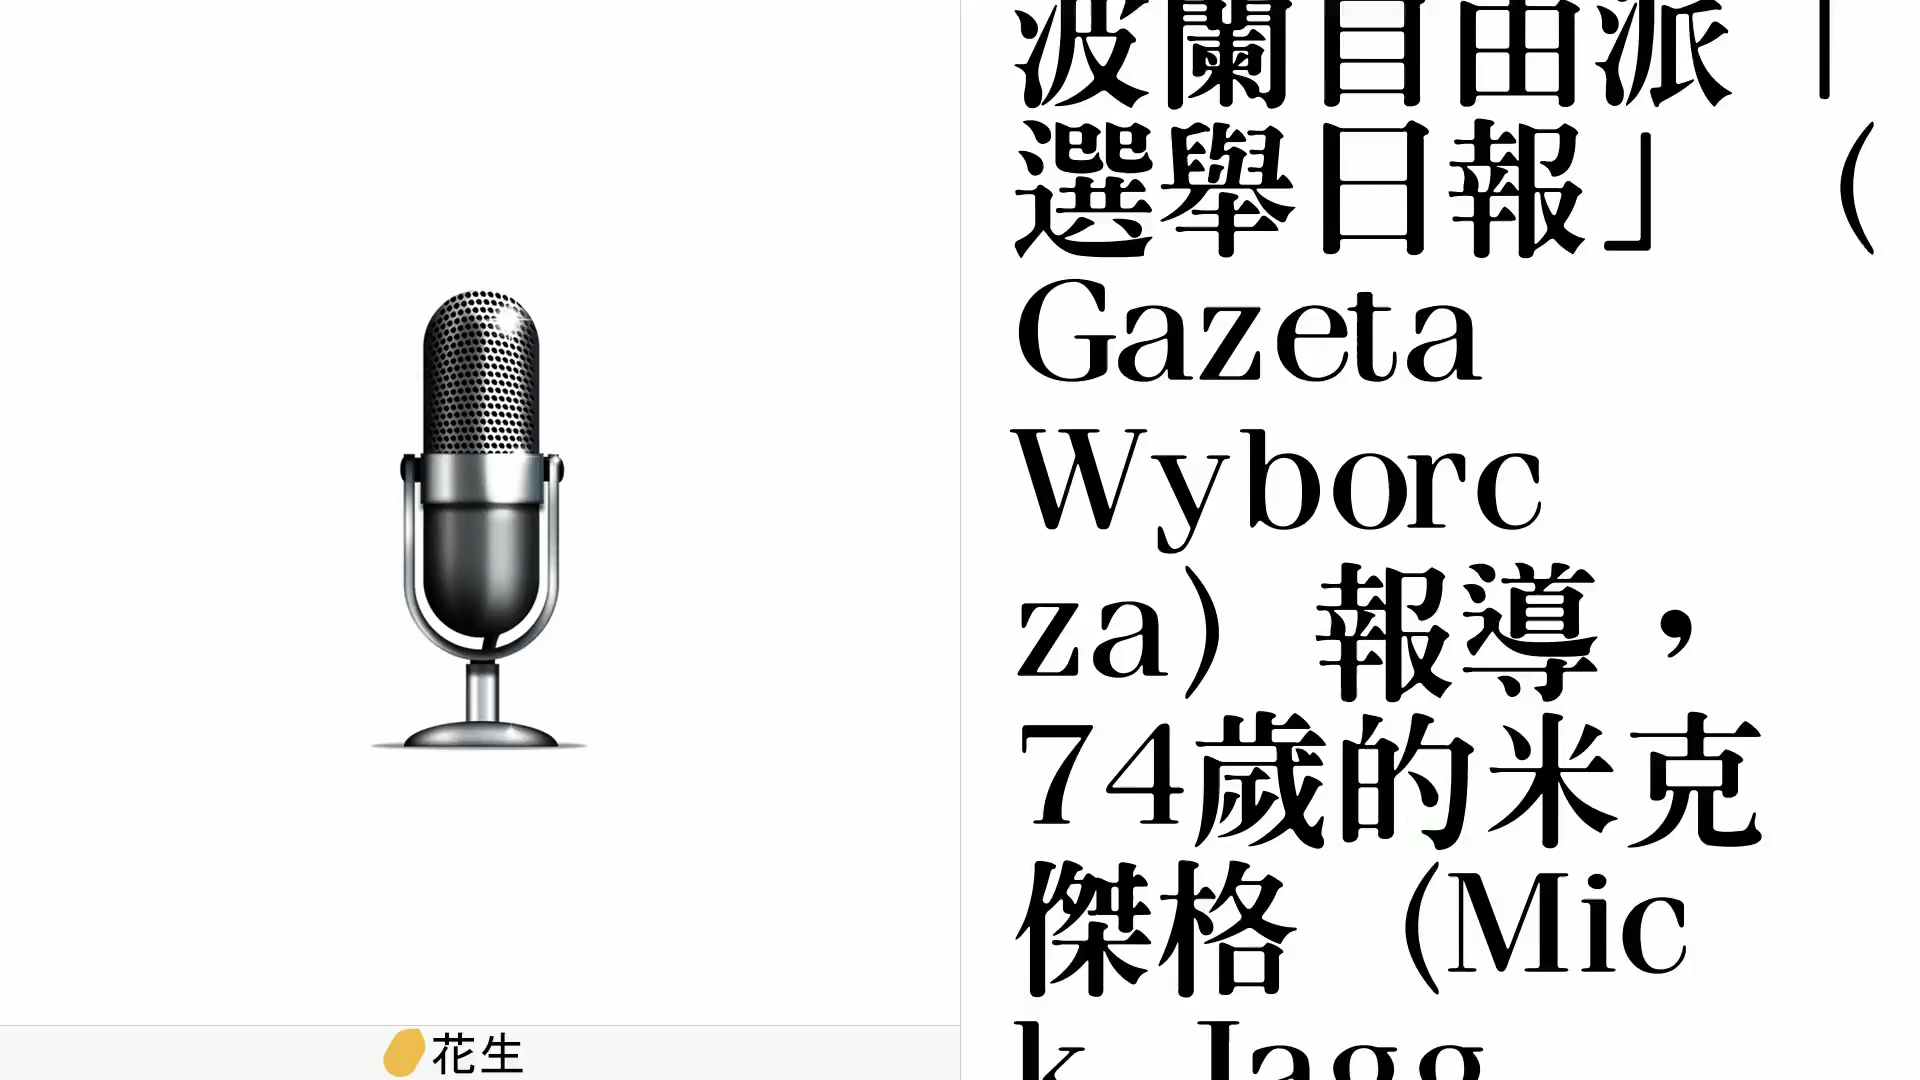 波蘭自由派「
選舉日報」（
Gazeta
Wyborc
za）報導，
74歲的米克
傑格（Mic
k Jagg
花生